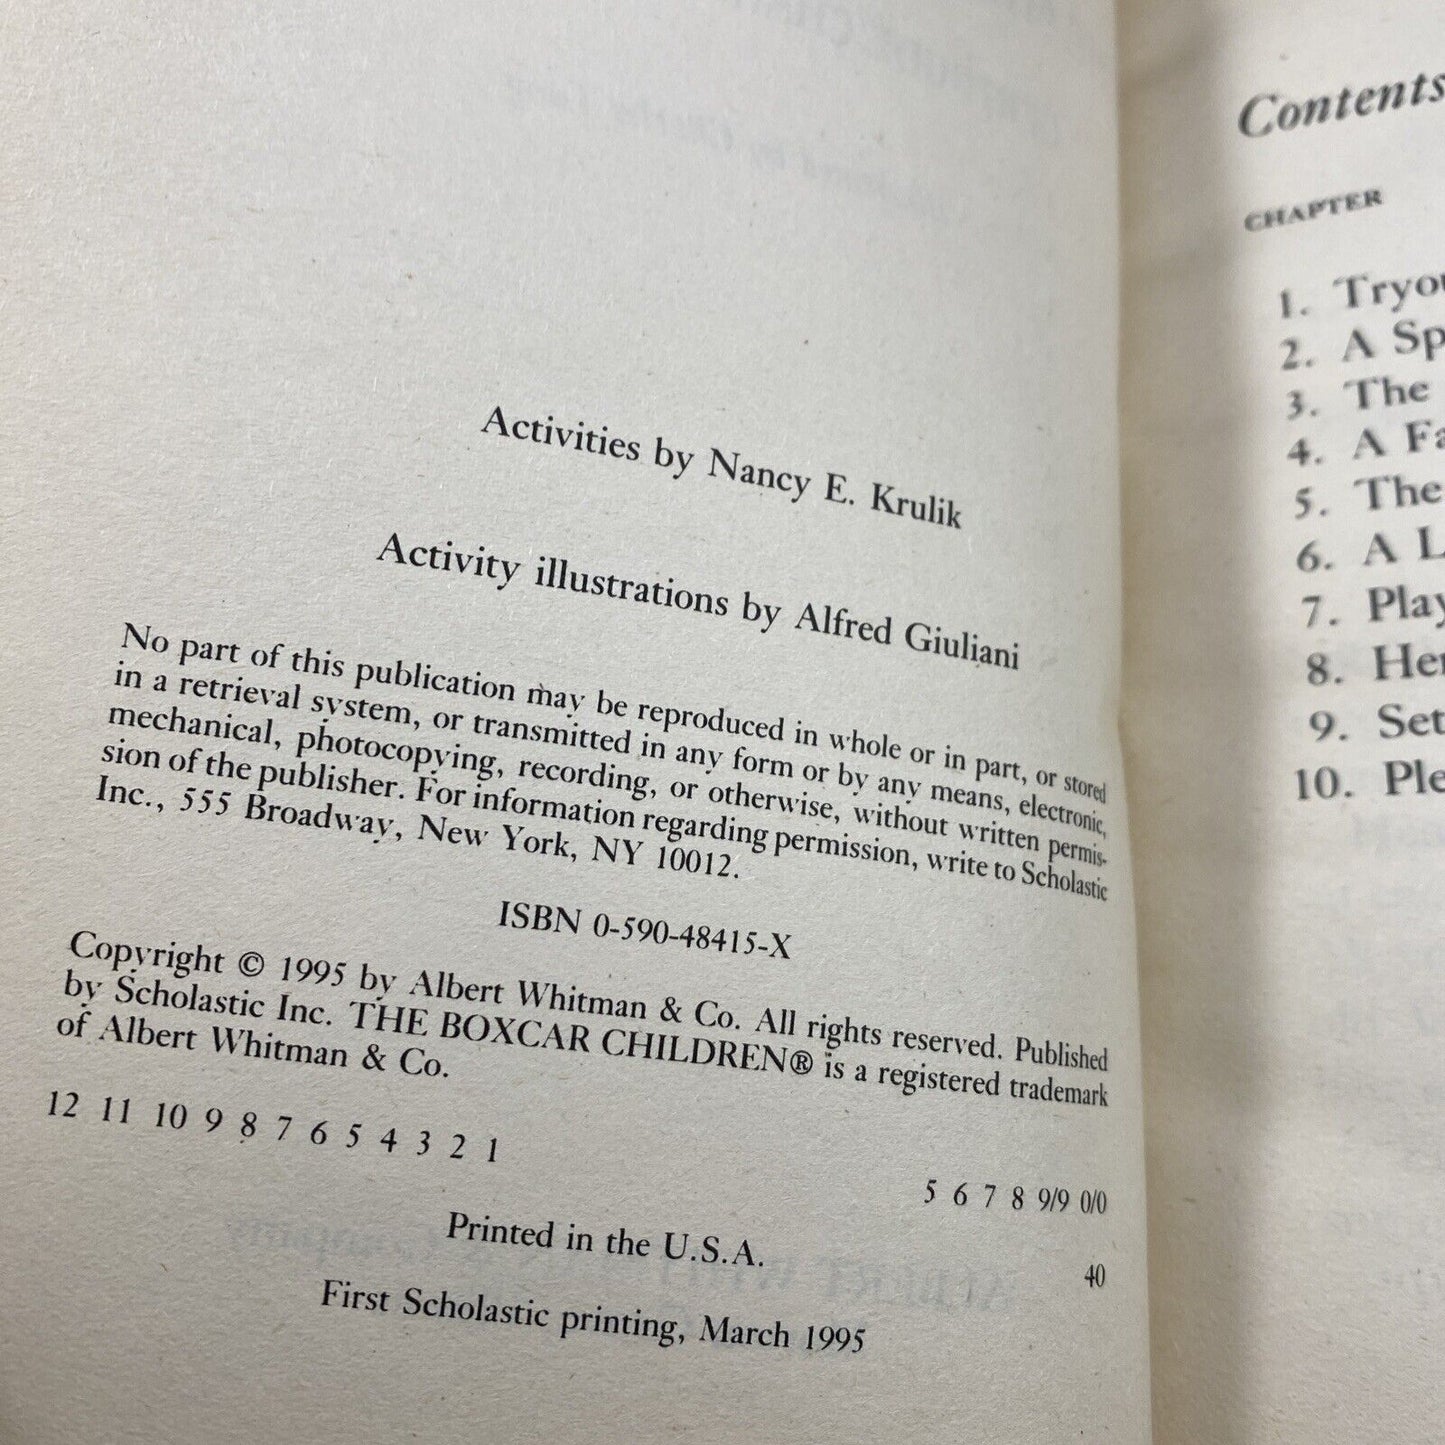 Activities by Nancy E. Krulik
Activity illustrations by Alfred Giuliani
No part of this publication may be reproduced in whole or in part, or stored
in a retrieval system, or transmitted in any form or by any means, electronic,
mechanical, photocopying, recording, or otherwise, without written permis-
sion of the publisher. For information regarding permission, write to Scholastic
Inc., 555 Broadway, New York, NY 10012.
ISBN 0-590-48415-X
Copyright © 1995 by Albert Whitman & Co. All rights reserved. Published
by Scholastic Inc. THE BOXCAR CHILDREN® is a registered trademark
of Albert Whitman & Co.
12 11 10 9 8 7 6 5 4 3 2 1
5 6 7 8 9/9 0/0
Printed in the U.S.A.
40
First Scholastic printing, March 1995
Contents
CHAPTER
1. Tryou
2. A Sp
3. The
4. A Fa
5. The
6. A L
7. Play
8. Her
9. Set
10. Ple